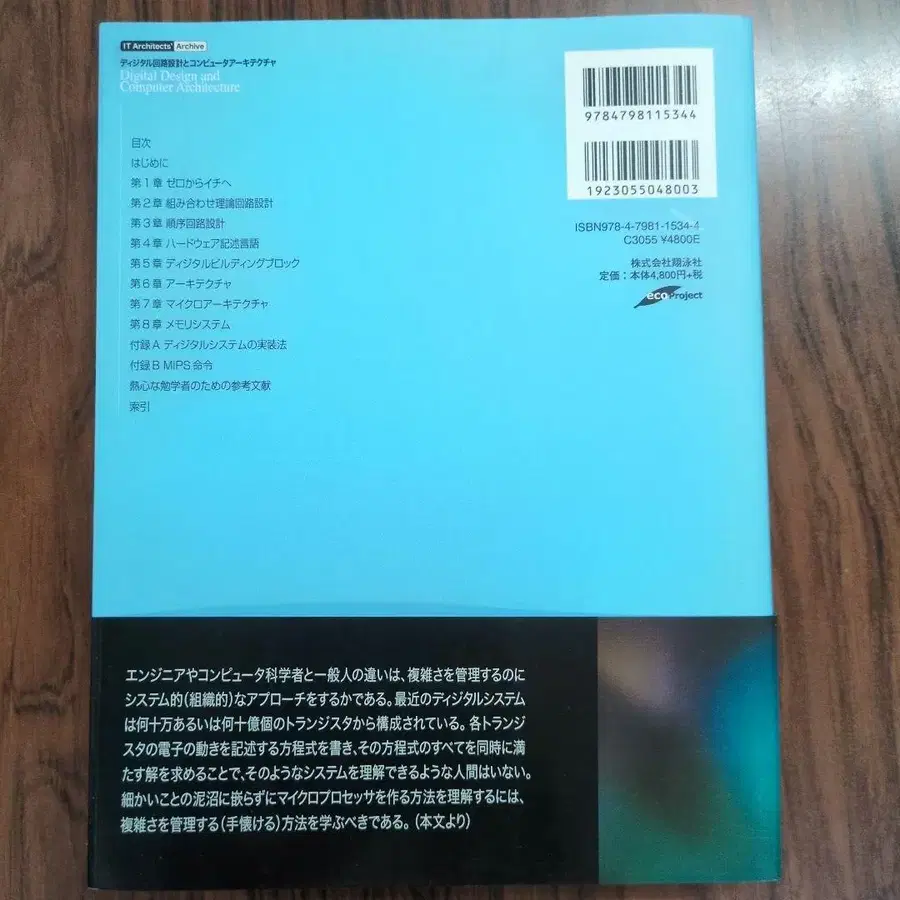 IT Architects' Archive
ディジタル回路設計とコンピュータアーキテクチャ
Digital Design and
Computer Architecture
目次
はじめに
第1章 ゼロからイチへ
第2章 組み合わせ理論回路設計
第3章 順序回路設計
第4章 ハードウェア記述言語
第5章 ディジタルビルディングブロック
第6章 アーキテクチャ
第7章 マイクロアーキテクチャ
第8章 メモリシステム
付録A ディジタルシステムの実装法
付録B MIPS命令
熱心な勉学者のための参考文献
索引
9784798115344
1923055048003
ISBN978-4-7981-1534-4
C3055 ¥4800E
株式会社翔泳社
定価：本体4,800円+税
eco Project
エンジニアやコンピュータ科学者と一般人の違いは、複雑さを管理するのに
システム的（組織的）なアプローチをするかである。最近のディジタルシステム
は何十万あるいは何十億個のトランジスタから構成されている。各トランジ
スタの電子の動きを記述する方程式を書き、その方程式のすべてを同時に満
たす解を求めることで、そのようなシステムを理解できるような人間はいない。
細かいことの泥沼に嵌らずにマイクロプロセッサを作る方法を理解するには、
複雑さを管理する（手懐ける）方法を学ぶべきである。（本文より）